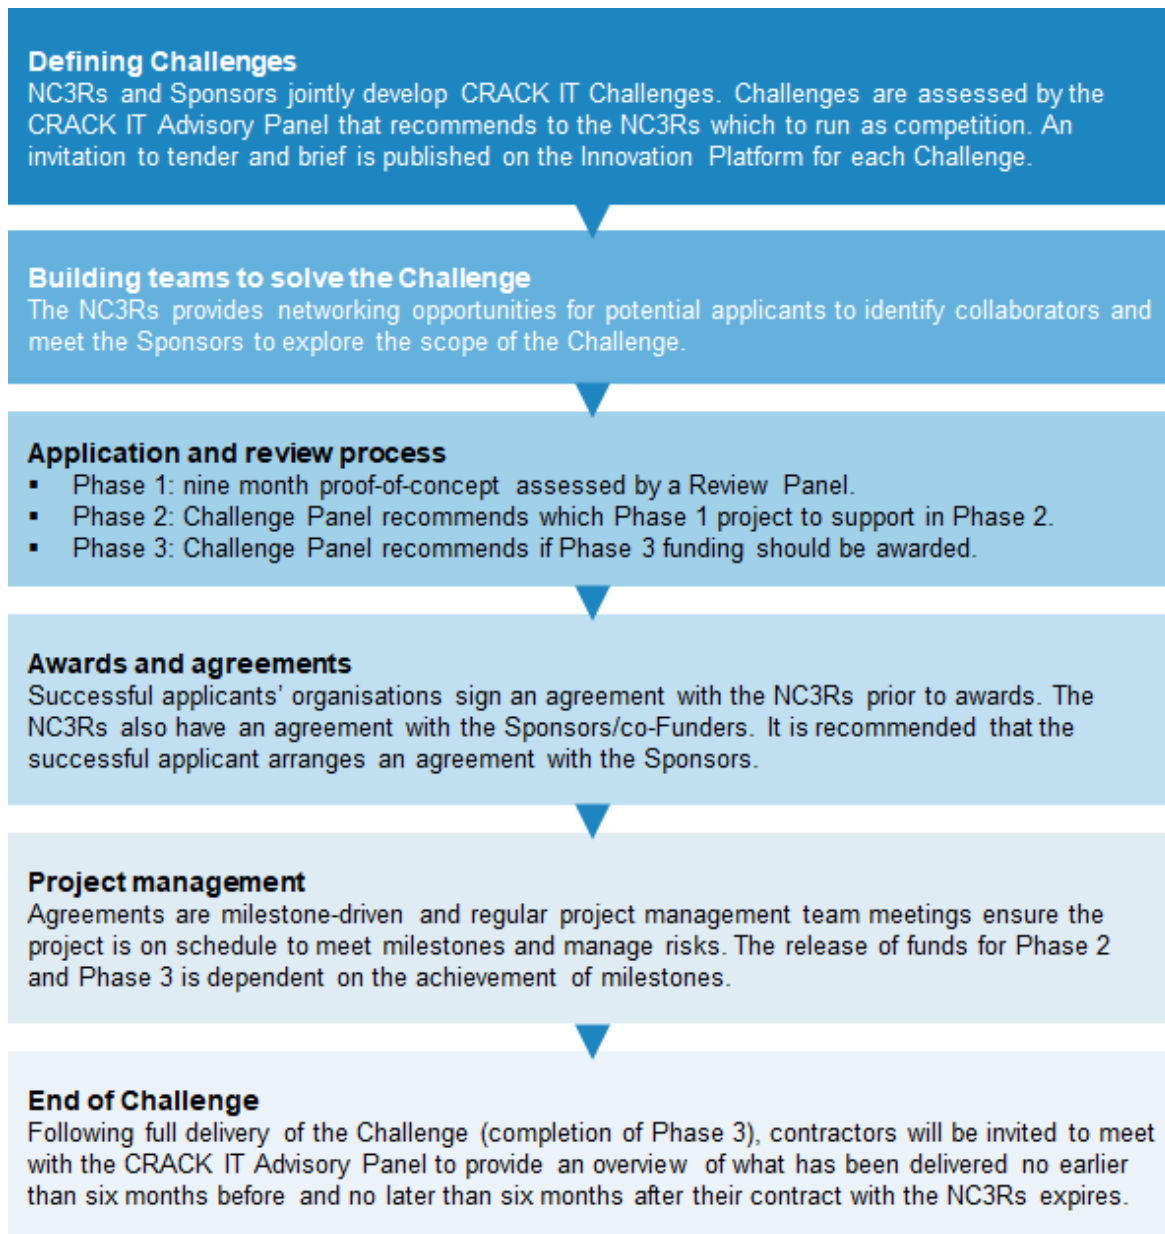 Defining Challenges
NC3Rs and Sponsors jointly develop CRACK IT Challenges. Challenges are assessed by the
CRACK IT Advisory Panel that recommends to the NC3Rs which to run as competition. An
invitation to tender and brief is published on the Innovation Platform for each Challenge.
Building teams to solve the Challenge
The NC3Rs provides networking opportunities for potential applicants to identify collaborators and
meet the Sponsors to explore the scope of the Challenge.
Application and review process
▪ Phase 1: nine month proof-of-concept assessed by a Review Panel.
▪ Phase 2: Challenge Panel recommends which Phase 1 project to support in Phase 2.
▪ Phase 3: Challenge Panel recommends if Phase 3 funding should be awarded.
Awards and agreements
Successful applicants’ organisations sign an agreement with the NC3Rs prior to awards. The
NC3Rs also have an agreement with the Sponsors/co-Funders. It is recommended that the
successful applicant arranges an agreement with the Sponsors.
Project management
Agreements are milestone-driven and regular project management team meetings ensure the
project is on schedule to meet milestones and manage risks. The release of funds for Phase 2
and Phase 3 is dependent on the achievement of milestones.
End of Challenge
Following full delivery of the Challenge (completion of Phase 3), contractors will be invited to meet
with the CRACK IT Advisory Panel to provide an overview of what has been delivered no earlier
than six months before and no later than six months after their contract with the NC3Rs expires.